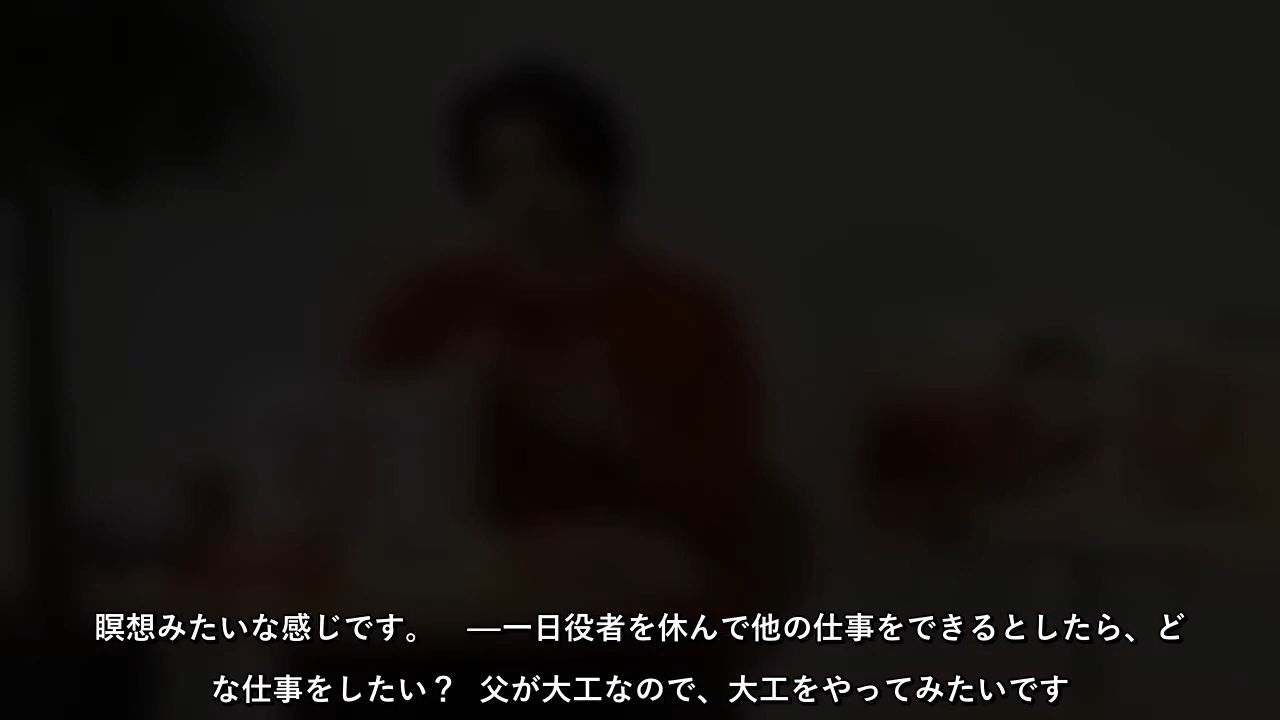 瞑想みたいな感じです。　―一日役者を休んで他の仕事をできるとしたら、ど
な仕事をしたい？ 父が大工なので、大工をやってみたいです